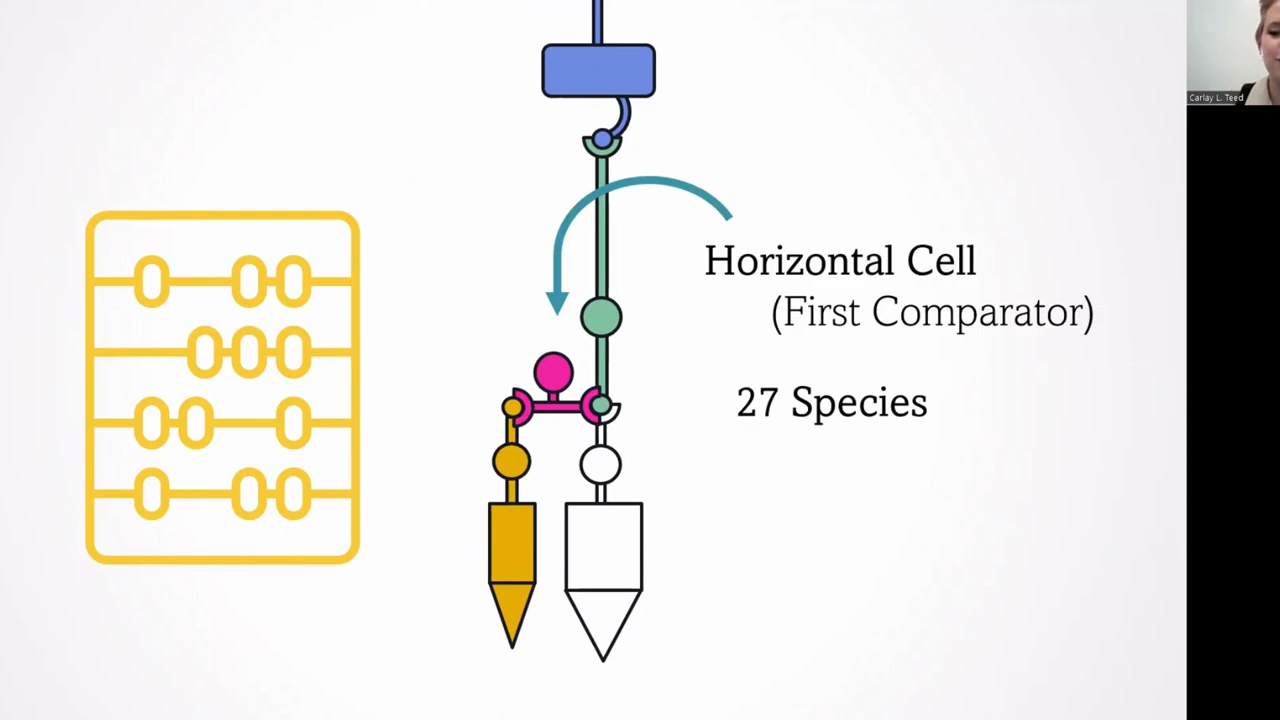 Horizontal Cell
(First Comparator)
27 Species
Carlay L. Teed